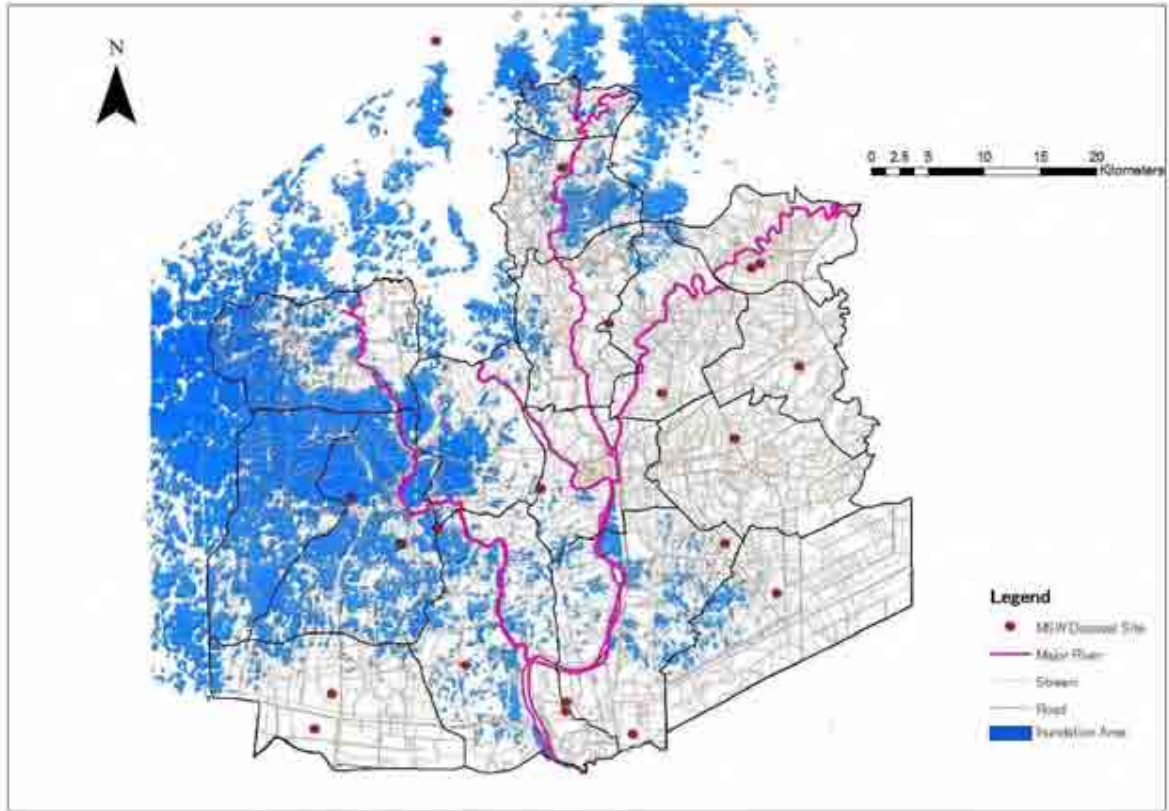 N
0 2.5 5 10 15 20
Kilometers
Legend
MSW Disposal Site
Major River
Stream
Road
Inundation Area